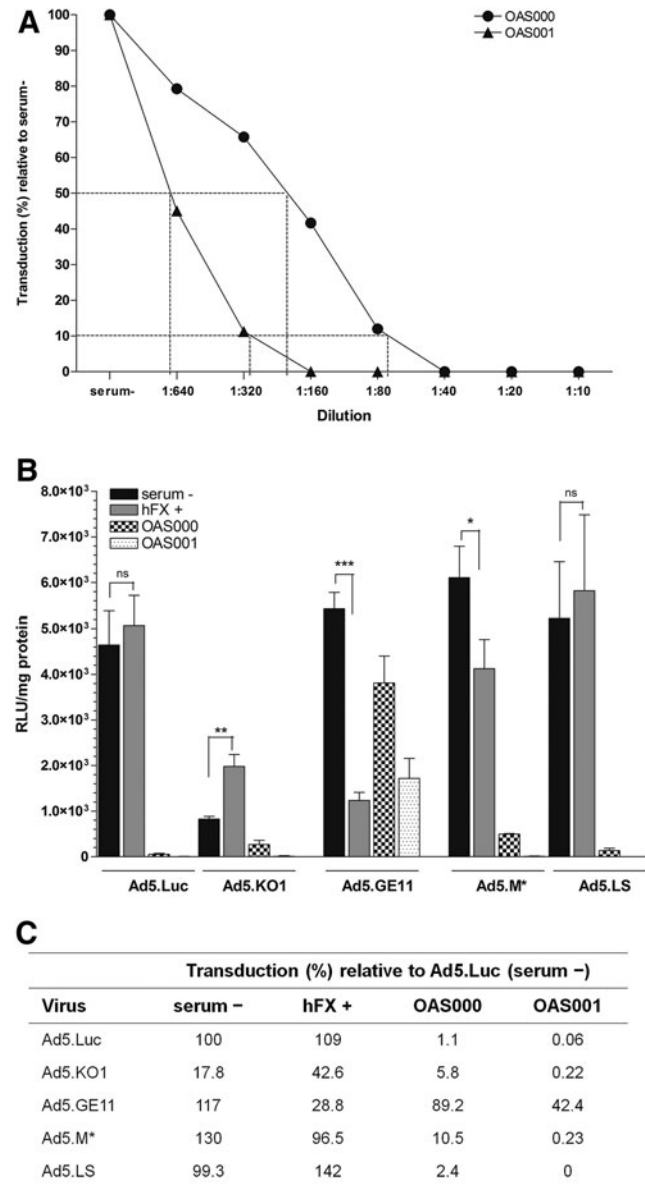 A
OAS000
OAS001
Transduction (%) relative to serum-
100
90
80
70
60
50
40
30
20
10
0
serum-
1:640
1:320
1:160
1:80
1:40
1:20
1:10
Dilution
B
serum -
hFX +
OAS000
OAS001
RLU/mg protein
8.0×10³
7.0×10³
6.0×10³
5.0×10³
4.0×10³
3.0×10³
2.0×10³
1.0×10³
0
ns
**
***
*
ns
Ad5.Luc
Ad5.KO1
Ad5.GE11
Ad5.M*
Ad5.LS
C
Transduction (%) relative to Ad5.Luc (serum −)
Virus serum − hFX + OAS000 OAS001
Ad5.Luc 100 109 1.1 0.06
Ad5.KO1 17.8 42.6 5.8 0.22
Ad5.GE11 117 28.8 89.2 42.4
Ad5.M* 130 96.5 10.5 0.23
Ad5.LS 99.3 142 2.4 0